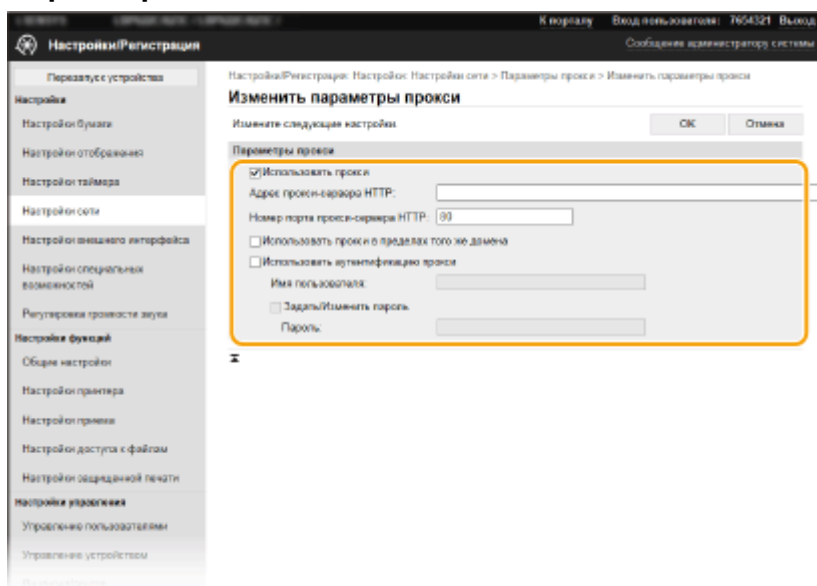 К порталу Вход пользователя: 7654321 Выход
Настройки/Регистрация
Сообщение администратору системы
Перезапуск устройства
Настройки
Настройки бумаги
Настройки отображения
Настройки таймера
Настройки сети
Настройки внешнего интерфейса
Настройки специальных
возможностей
Регулировка громкости звука
Настройки функций
Общие настройки
Настройки принтера
Настройки приема
Настройки доступа к файлам
Настройки защищенной печати
Настройки управления
Управление пользователями
Управление устройством
Настройка/Регистрация: Настройки: Настройки сети > Параметры прокси > Изменить параметры прокси
Изменить параметры прокси
Измените следующие настройки.
OK Отмена
Параметры прокси
Использовать прокси
Адрес прокси-сервера HTTP:
Номер порта прокси-сервера HTTP: 80
Использовать прокси в пределах того же домена
Использовать аутентификацию прокси
Имя пользователя:
Задать/Изменить пароль
Пароль: